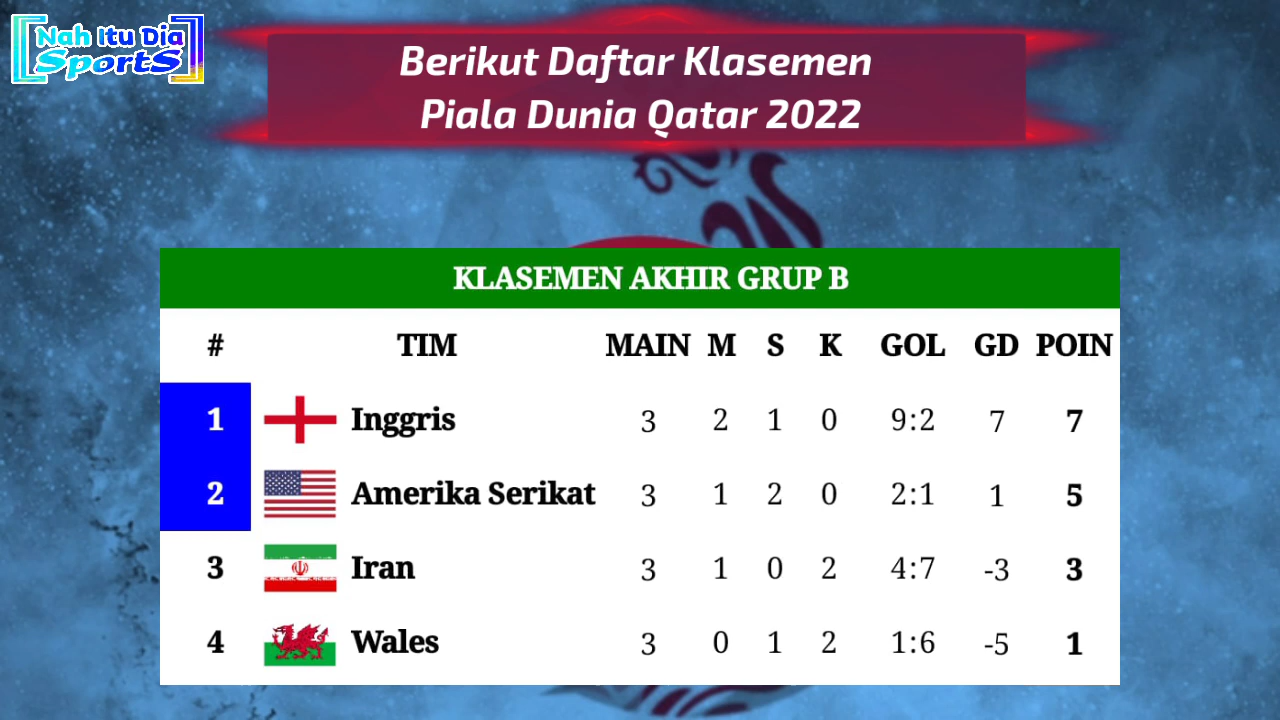 Nah Itu Dia
Sports
Berikut Daftar Klasemen
Piala Dunia Qatar 2022
KLASEMEN AKHIR GRUP B
# TIM MAIN M S K GOL GD POIN
1 Inggris 3 2 1 0 9:2 7 7
2 Amerika Serikat 3 1 2 0 2:1 1 5
3 Iran 3 1 0 2 4:7 -3 3
4 Wales 3 0 1 2 1:6 -5 1